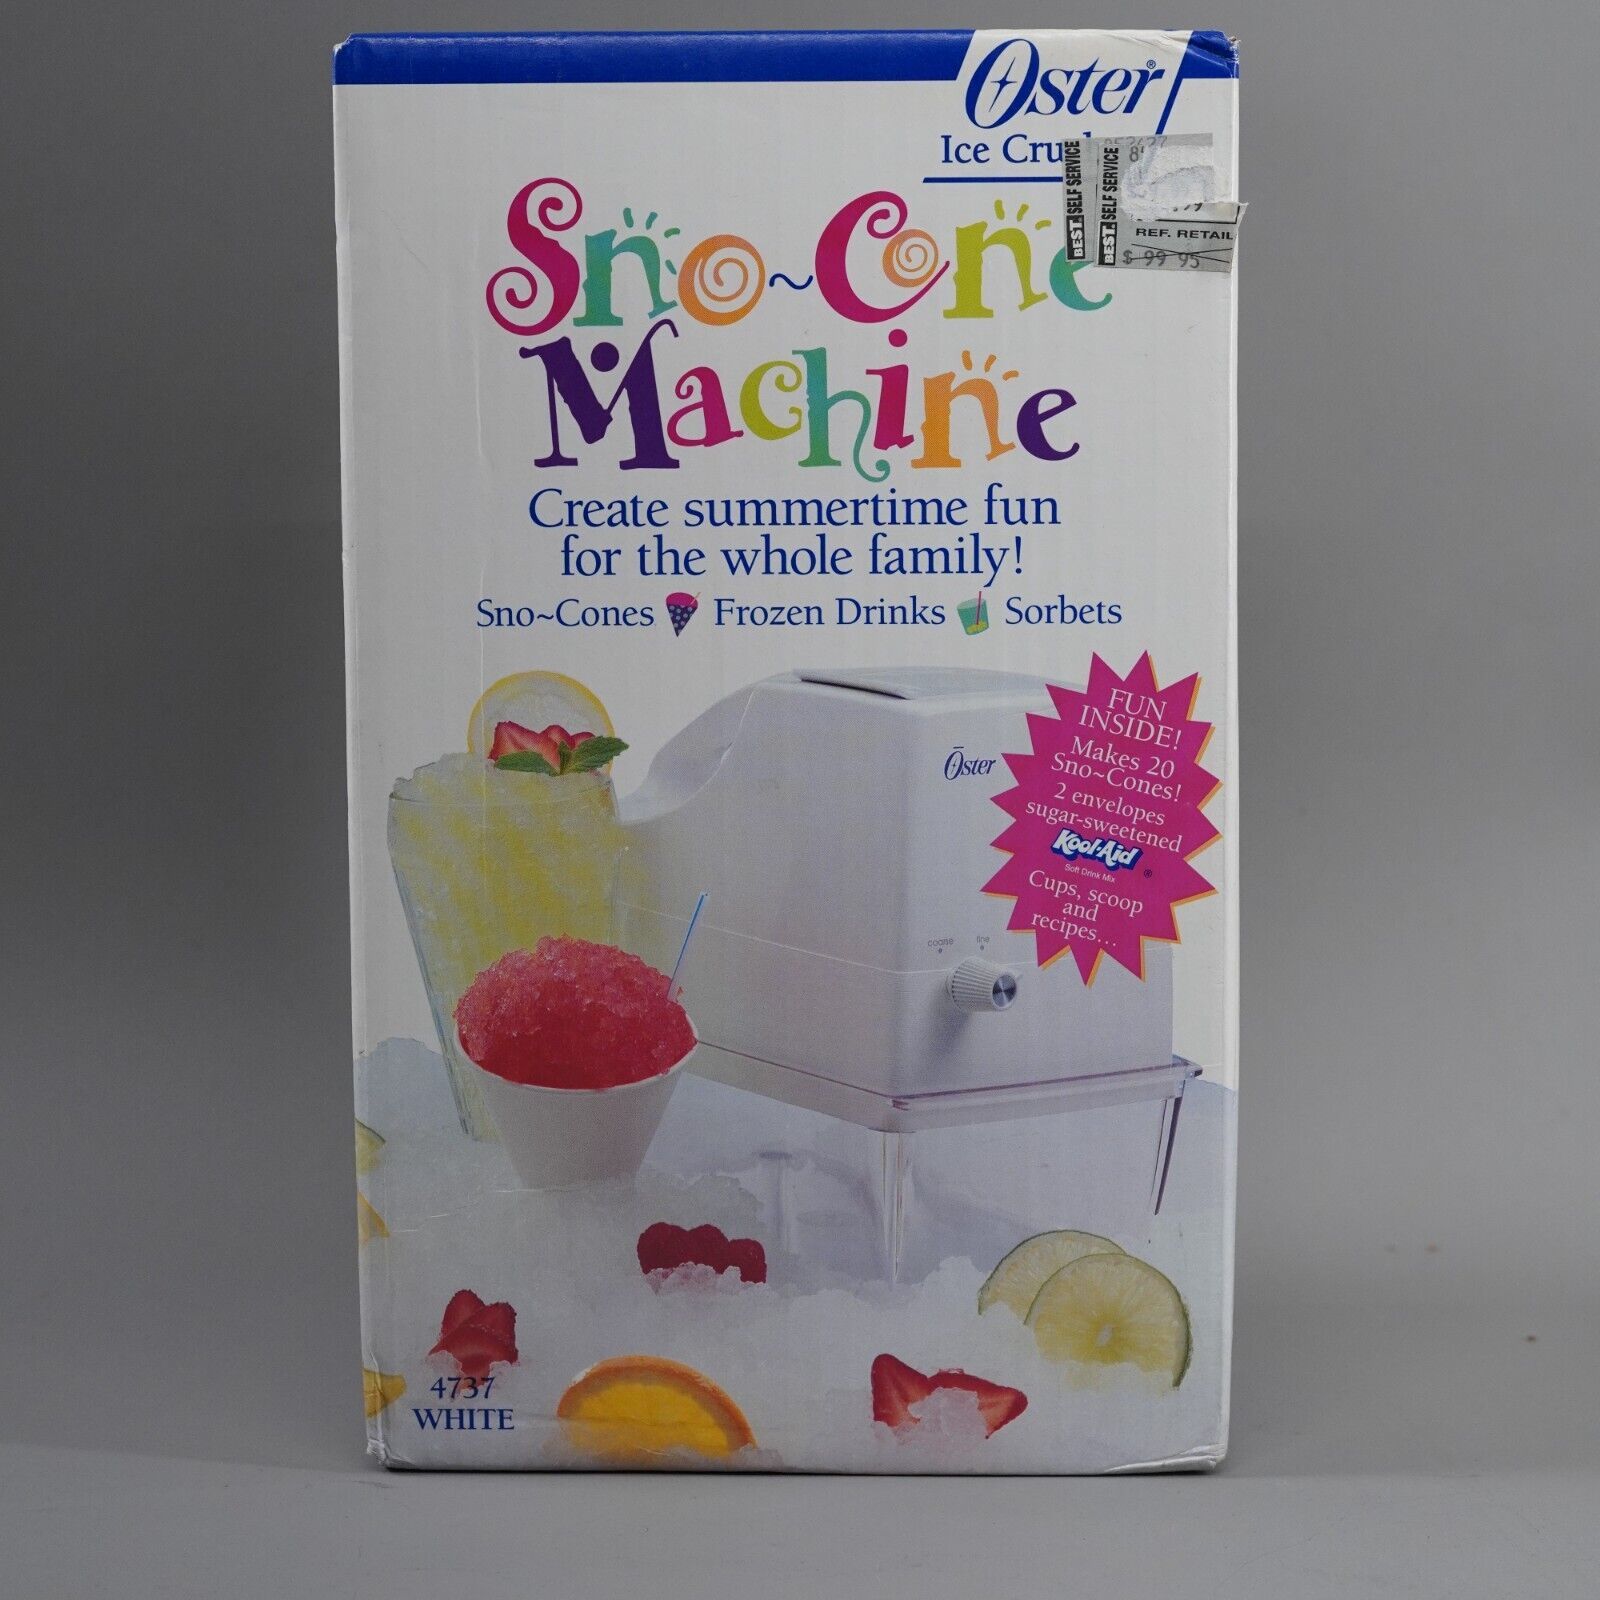 Oster®
Ice
Sno~Cone
Machine
Create summertime fun
for the whole family!
Sno~Cones Frozen Drinks Sorbets
BEST. SELF SERVICE
BEST. SELF SERVICE
REF. RETAIL
$ 99 95
Oster
coarse fine
FUN
INSIDE!
Makes 20
Sno~Cones!
2 envelopes
sugar-sweetened
Kool-Aid®
Soft Drink Mix
Cups, scoop
and
recipes...
4737
WHITE